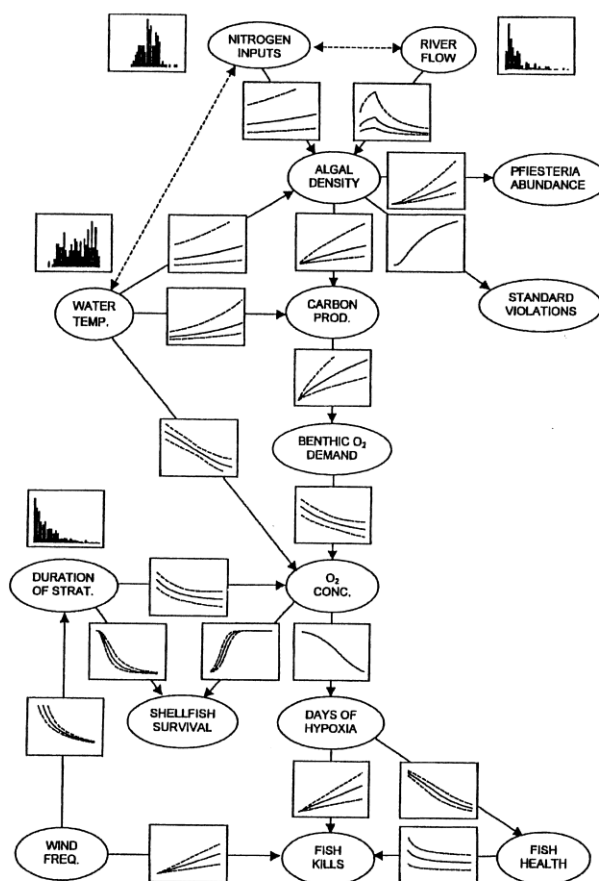 NITROGEN
INPUTS
RIVER
FLOW
ALGAL
DENSITY
PFIESTERIA
ABUNDANCE
WATER
TEMP.
CARBON
PROD.
STANDARD
VIOLATIONS
BENTHIC O₂
DEMAND
DURATION
OF STRAT.
O₂
CONC.
SHELLFISH
SURVIVAL
DAYS OF
HYPOXIA
WIND
FREQ.
FISH
KILLS
FISH
HEALTH